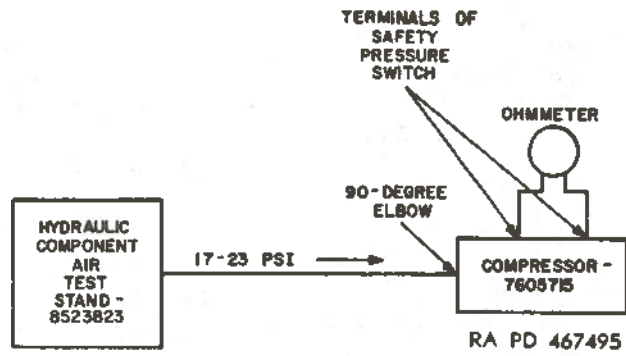 TERMINALS OF
SAFETY
PRESSURE
SWITCH
OHMMETER
90-DEGREE
ELBOW
HYDRAULIC
COMPONENT
AIR
TEST
STAND -
8523823
17-23 PSI
COMPRESSOR -
7605715
RA PD 467495